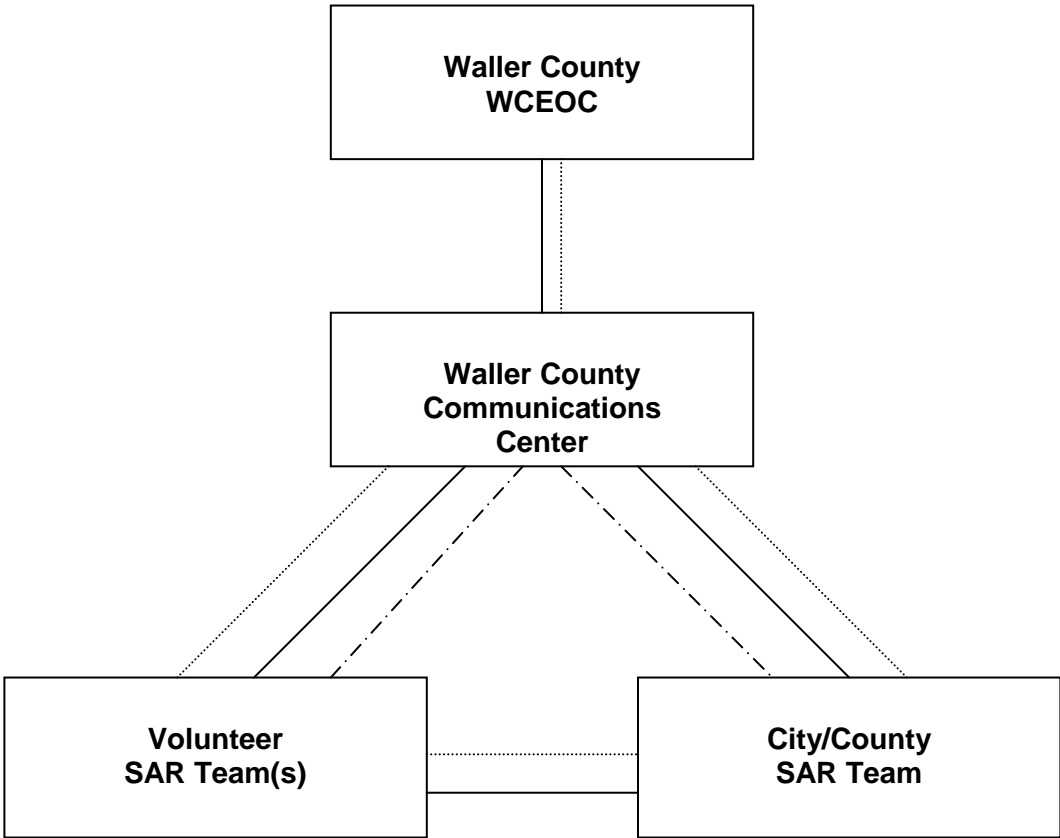 Waller County
WCEOC
Waller County
Communications
Center
Volunteer
SAR Team(s)
City/County
SAR Team